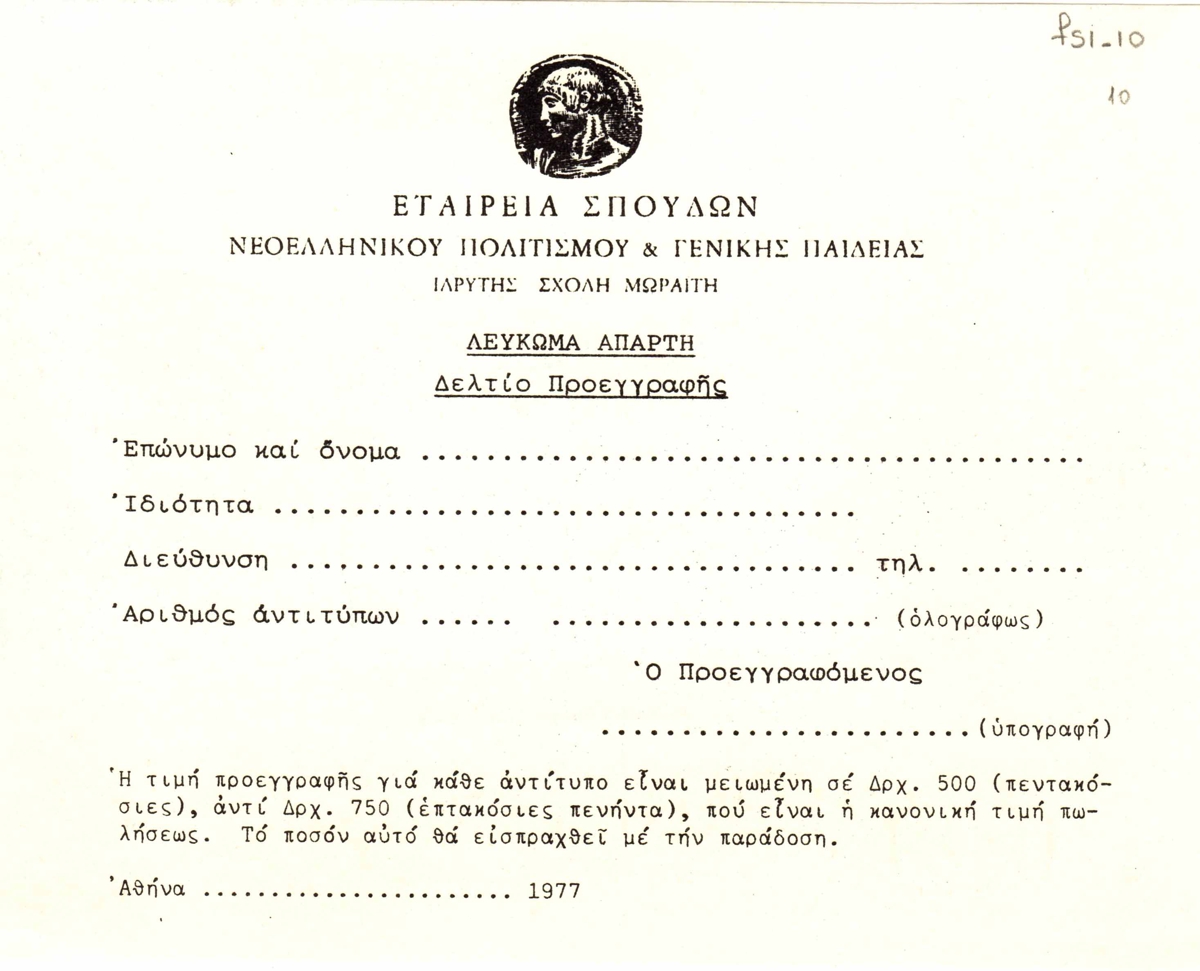 fsi-10
10
ΕΤΑΙΡΕΙΑ ΣΠΟΥΔΩΝ
ΝΕΟΕΛΛΗΝΙΚΟΥ ΠΟΛΙΤΙΣΜΟΥ & ΓΕΝΙΚΗΣ ΠΑΙΔΕΙΑΣ
ΙΔΡΥΤΗΣ ΣΧΟΛΗ ΜΩΡΑΙΤΗ
ΛΕΥΚΩΜΑ ΑΠΑΡΤΗ
Δελτίο Προεγγραφῆς
Ἐπώνυμο καί ὄνομα ........................................
Ἰδιότητα ....................................
Διεύθυνση ................................... τηλ. ........
Ἀριθμός ἀντιτύπων ...... .................... (ὁλογράφως)
Ὁ Προεγγραφόμενος
.......................(ὑπογραφή)
Ἡ τιμή προεγγραφῆς γιά κάθε ἀντίτυπο εἶναι μειωμένη σέ Δρχ. 500 (πεντακό-
σιες), ἀντί Δρχ. 750 (ἑπτακόσιες πενήντα), πού εἶναι ἡ κανονική τιμή πω-
λήσεως. Τό ποσόν αὐτό θά εἰσπραχθεῖ μέ τήν παράδοση.
Ἀθήνα ....................... 1977